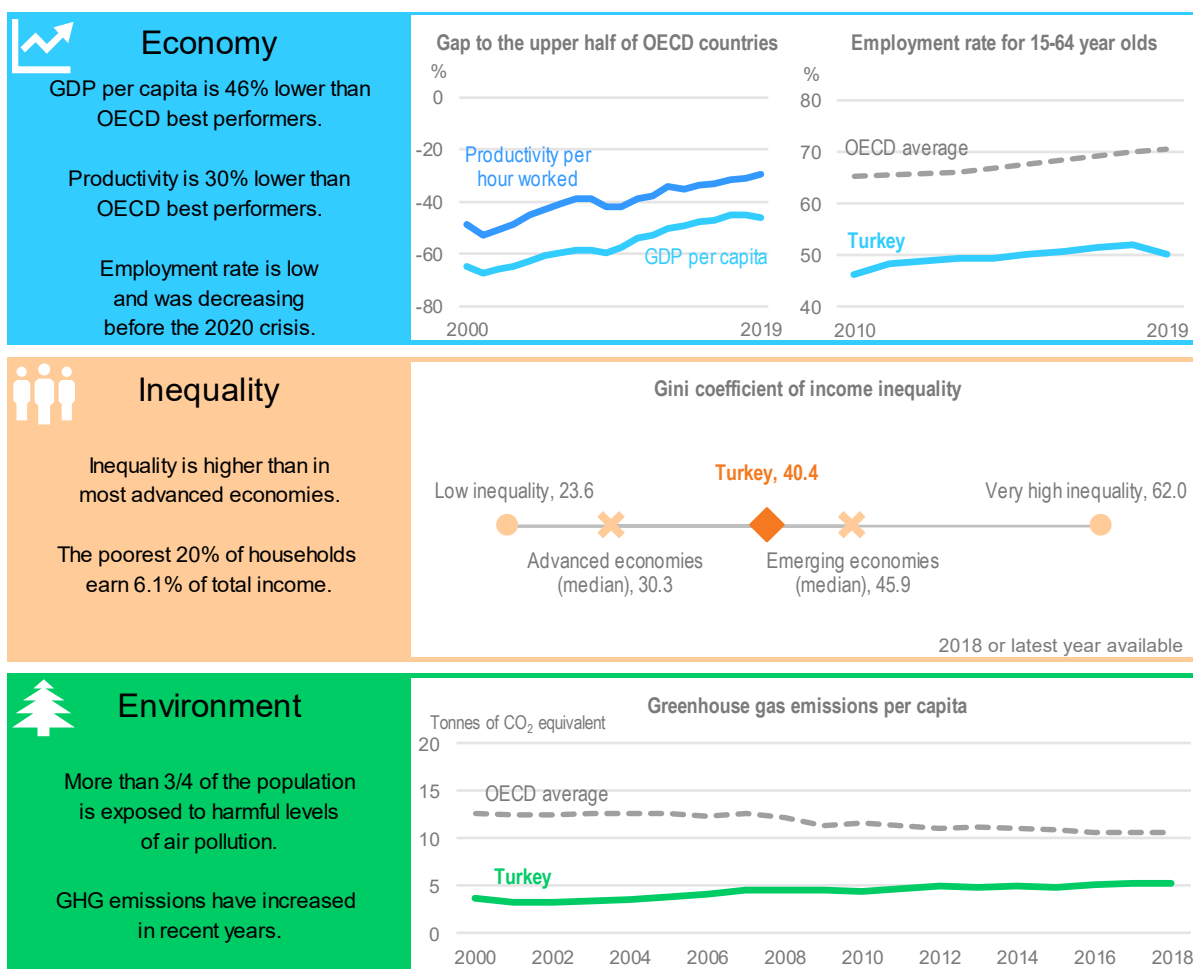 Economy
GDP per capita is 46% lower than
OECD best performers.
Productivity is 30% lower than
OECD best performers.
Employment rate is low
and was decreasing
before the 2020 crisis.
Gap to the upper half of OECD countries
%
0
-20
-40
-60
-80
Productivity per
hour worked
GDP per capita
2000
2019
Employment rate for 15-64 year olds
%
80
70
60
50
40
OECD average
Turkey
2010
2019
Inequality
Inequality is higher than in
most advanced economies.
The poorest 20% of households
earn 6.1% of total income.
Gini coefficient of income inequality
Turkey, 40.4
Low inequality, 23.6
Very high inequality, 62.0
Advanced economies
(median), 30.3
Emerging economies
(median), 45.9
2018 or latest year available
Environment
More than 3/4 of the population
is exposed to harmful levels
of air pollution.
GHG emissions have increased
in recent years.
Greenhouse gas emissions per capita
Tonnes of CO₂ equivalent
20
15
10
5
0
OECD average
Turkey
2000 2002 2004 2006 2008 2010 2012 2014 2016 2018